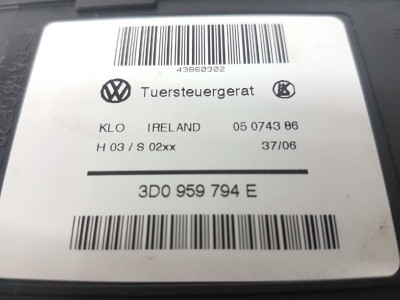 43860302
Tuersteuergerat
KLO IRELAND 05 0743 86
H 03 / S 02xx 37/06
3D0 959 794 E